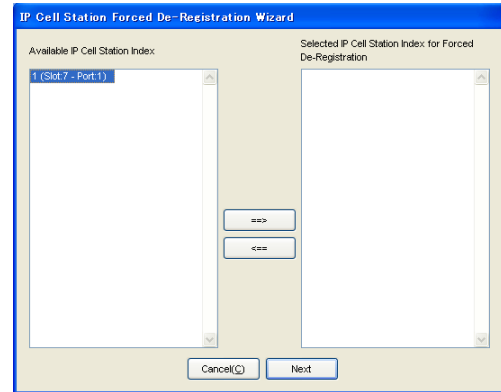 IP Cell Station Forced De-Registration Wizard
Available IP Cell Station Index
Selected IP Cell Station Index for Forced
De-Registration
1 (Slot:7 - Port:1)
==>
<==
Cancel(C)
Next